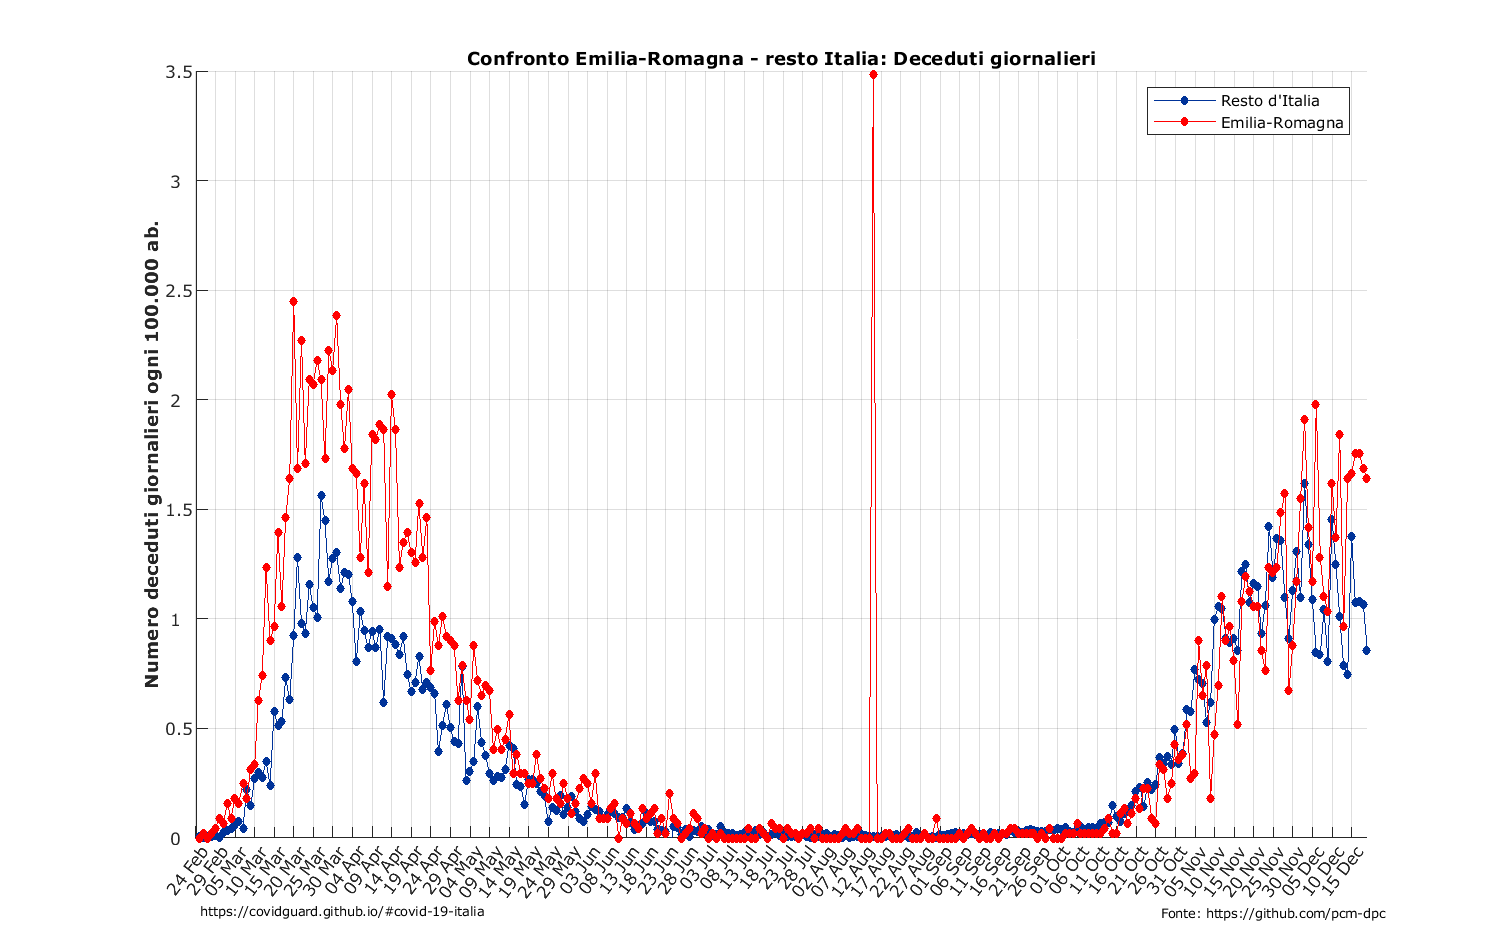 Confronto Emilia-Romagna - resto Italia: Deceduti giornalieri
Numero deceduti giornalieri ogni 100.000 ab.
3.5
3
2.5
2
1.5
1
0.5
0
Resto d'Italia
Emilia-Romagna
24 Feb
29 Feb
05 Mar
10 Mar
15 Mar
20 Mar
25 Mar
30 Mar
04 Apr
09 Apr
14 Apr
19 Apr
24 Apr
29 Apr
04 May
09 May
14 May
19 May
24 May
29 May
03 Jun
08 Jun
13 Jun
18 Jun
23 Jun
28 Jun
03 Jul
08 Jul
13 Jul
18 Jul
23 Jul
28 Jul
02 Aug
07 Aug
12 Aug
17 Aug
22 Aug
27 Aug
01 Sep
06 Sep
11 Sep
16 Sep
21 Sep
26 Sep
01 Oct
06 Oct
11 Oct
16 Oct
21 Oct
26 Oct
31 Oct
05 Nov
10 Nov
15 Nov
20 Nov
25 Nov
30 Nov
05 Dec
10 Dec
15 Dec
https://covidguard.github.io/#covid-19-italia
Fonte: https://github.com/pcm-dpc